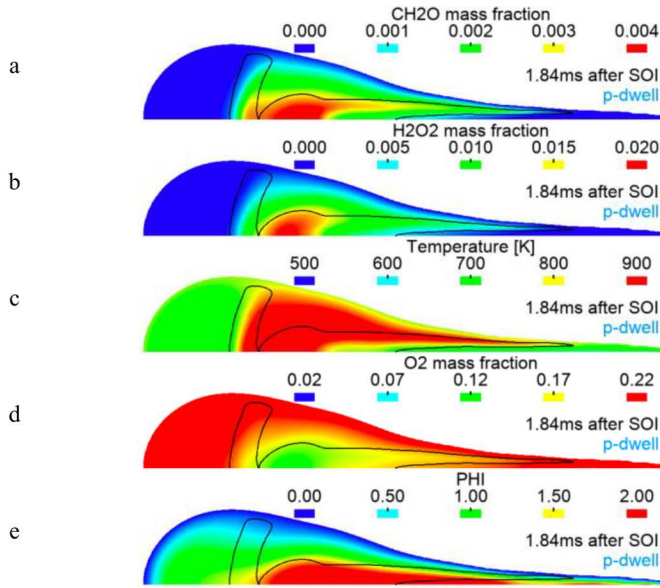 CH2O mass fraction
0.000 0.001 0.002 0.003 0.004
a
1.84ms after SOI
p-dwell
H2O2 mass fraction
0.000 0.005 0.010 0.015 0.020
b
1.84ms after SOI
p-dwell
Temperature [K]
500 600 700 800 900
c
1.84ms after SOI
p-dwell
O2 mass fraction
0.02 0.07 0.12 0.17 0.22
d
1.84ms after SOI
p-dwell
PHI
0.00 0.50 1.00 1.50 2.00
e
1.84ms after SOI
p-dwell